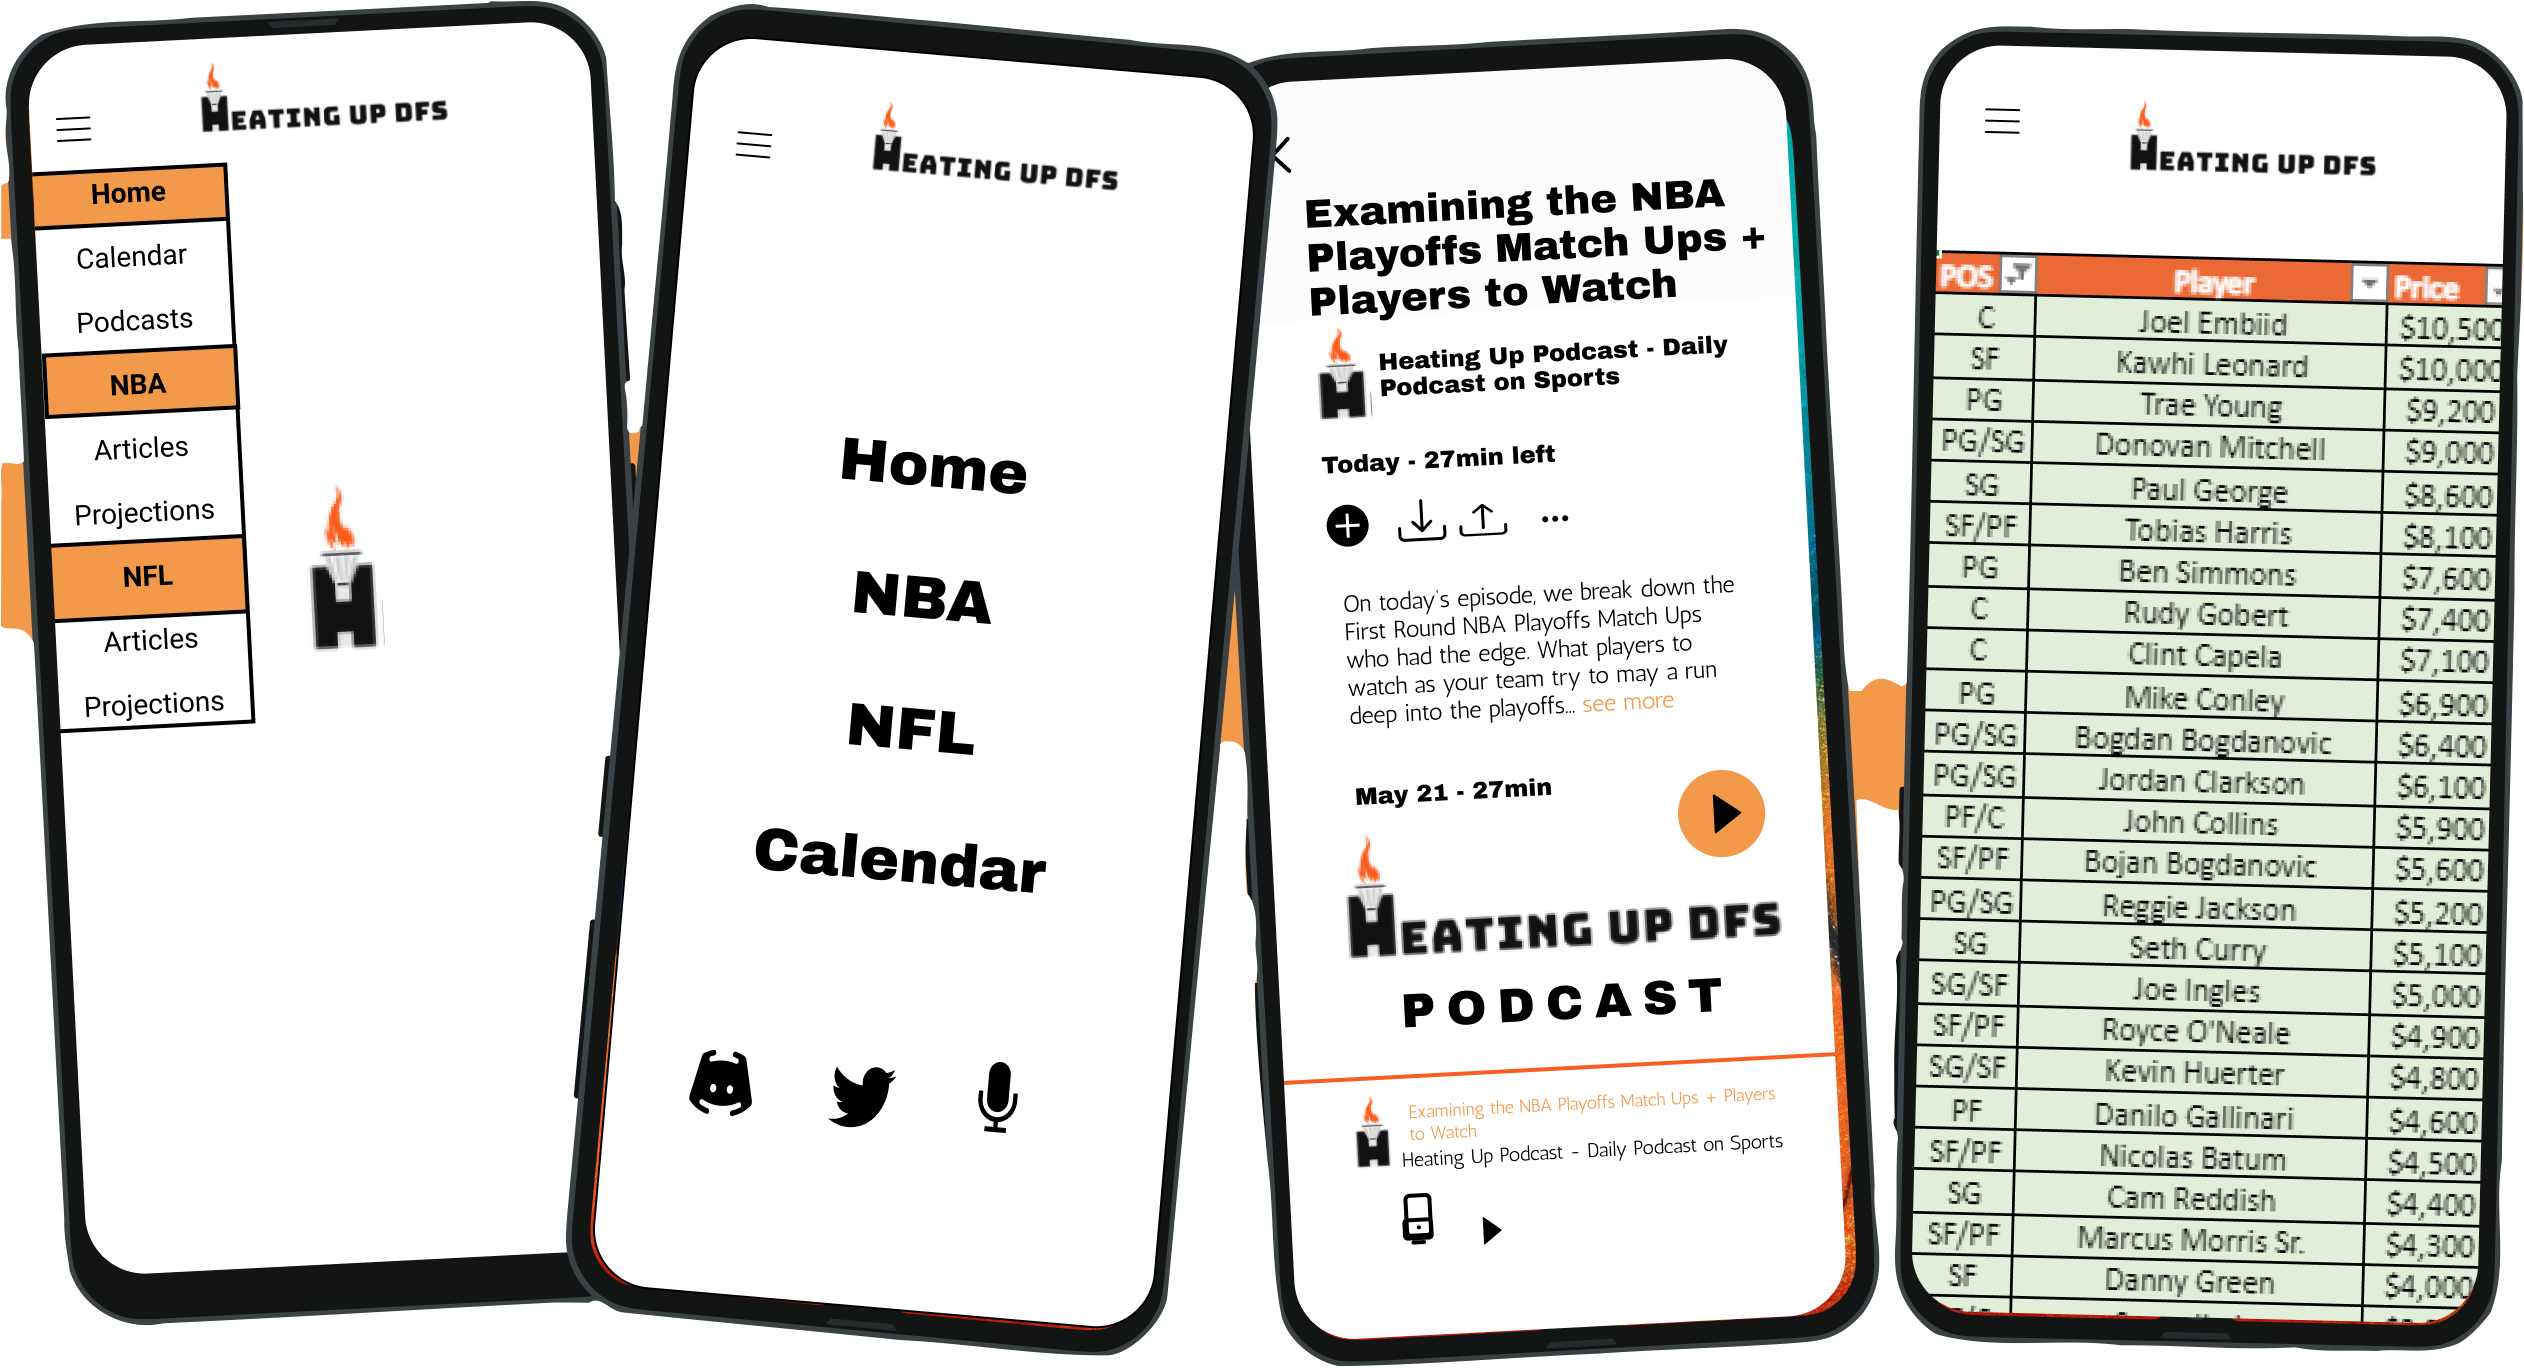 HEATING UP DFS
Home
Calendar
Podcasts
NBA
Articles
Projections
NFL
Articles
Projections
H
HEATING UP DFS
Home
NBA
NFL
Calendar
Examining the NBA
Playoffs Match Ups +
Players to Watch
H
Heating Up Podcast - Daily
Podcast on Sports
Today - 27min left
On today's episode, we break down the
First Round NBA Playoffs Match Ups
who had the edge. What players to
watch as your team try to may a run
deep into the playoffs... see more
May 21 - 27min
HEATING UP DFS
PODCAST
H
Examining the NBA Playoffs Match Ups + Players
to Watch
Heating Up Podcast - Daily Podcast on Sports
HEATING UP DFS
POS Player Price
C Joel Embiid $10,500
SF Kawhi Leonard $10,000
PG Trae Young $9,200
PG/SG Donovan Mitchell $9,000
SG Paul George $8,600
SF/PF Tobias Harris $8,100
PG Ben Simmons $7,600
C Rudy Gobert $7,400
C Clint Capela $7,100
PG Mike Conley $6,900
PG/SG Bogdan Bogdanovic $6,400
PG/SG Jordan Clarkson $6,100
PF/C John Collins $5,900
SF/PF Bojan Bogdanovic $5,600
PG/SG Reggie Jackson $5,200
SG Seth Curry $5,100
SG/SF Joe Ingles $5,000
SF/PF Royce O'Neale $4,900
SG/SF Kevin Huerter $4,800
PF Danilo Gallinari $4,600
SF/PF Nicolas Batum $4,500
SG Cam Reddish $4,400
SF/PF Marcus Morris Sr. $4,300
SF Danny Green $4,000